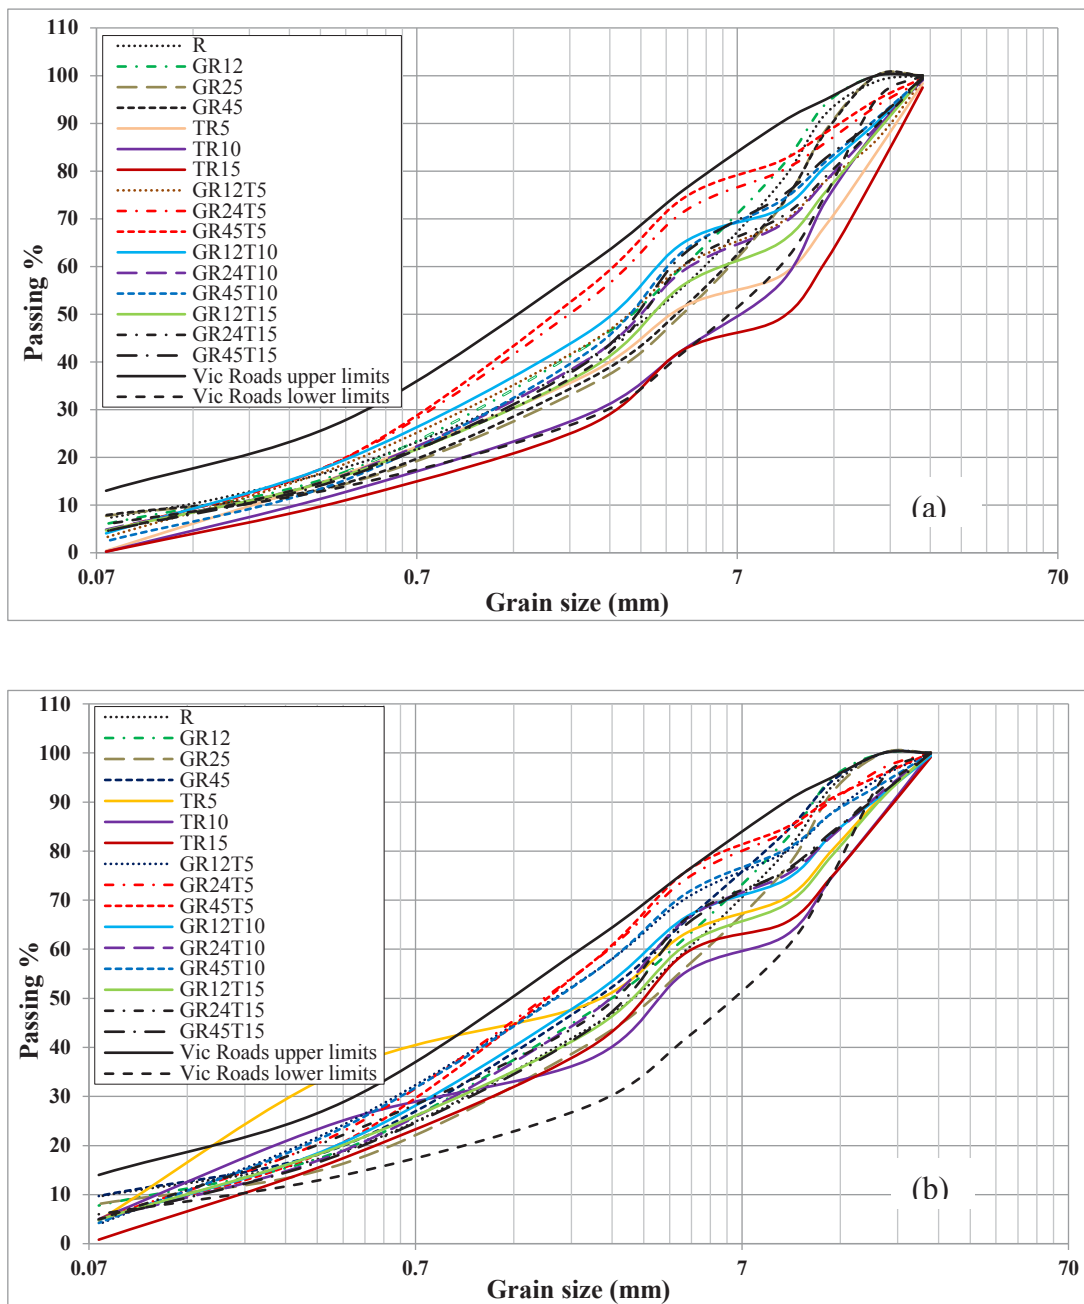 110
100
90
80
70
60
50
40
30
20
10
0
Passing %
R
GR12
GR25
GR45
TR5
TR10
TR15
GR12T5
GR24T5
GR45T5
GR12T10
GR24T10
GR45T10
GR12T15
GR24T15
GR45T15
Vic Roads upper limits
Vic Roads lower limits
(a)
0.07 0.7 7 70
Grain size (mm)
110
100
90
80
70
60
50
40
30
20
10
0
Passing %
R
GR12
GR25
GR45
TR5
TR10
TR15
GR12T5
GR24T5
GR45T5
GR12T10
GR24T10
GR45T10
GR12T15
GR24T15
GR45T15
Vic Roads upper limits
Vic Roads lower limits
(b)
0.07 0.7 7 70
Grain size (mm)